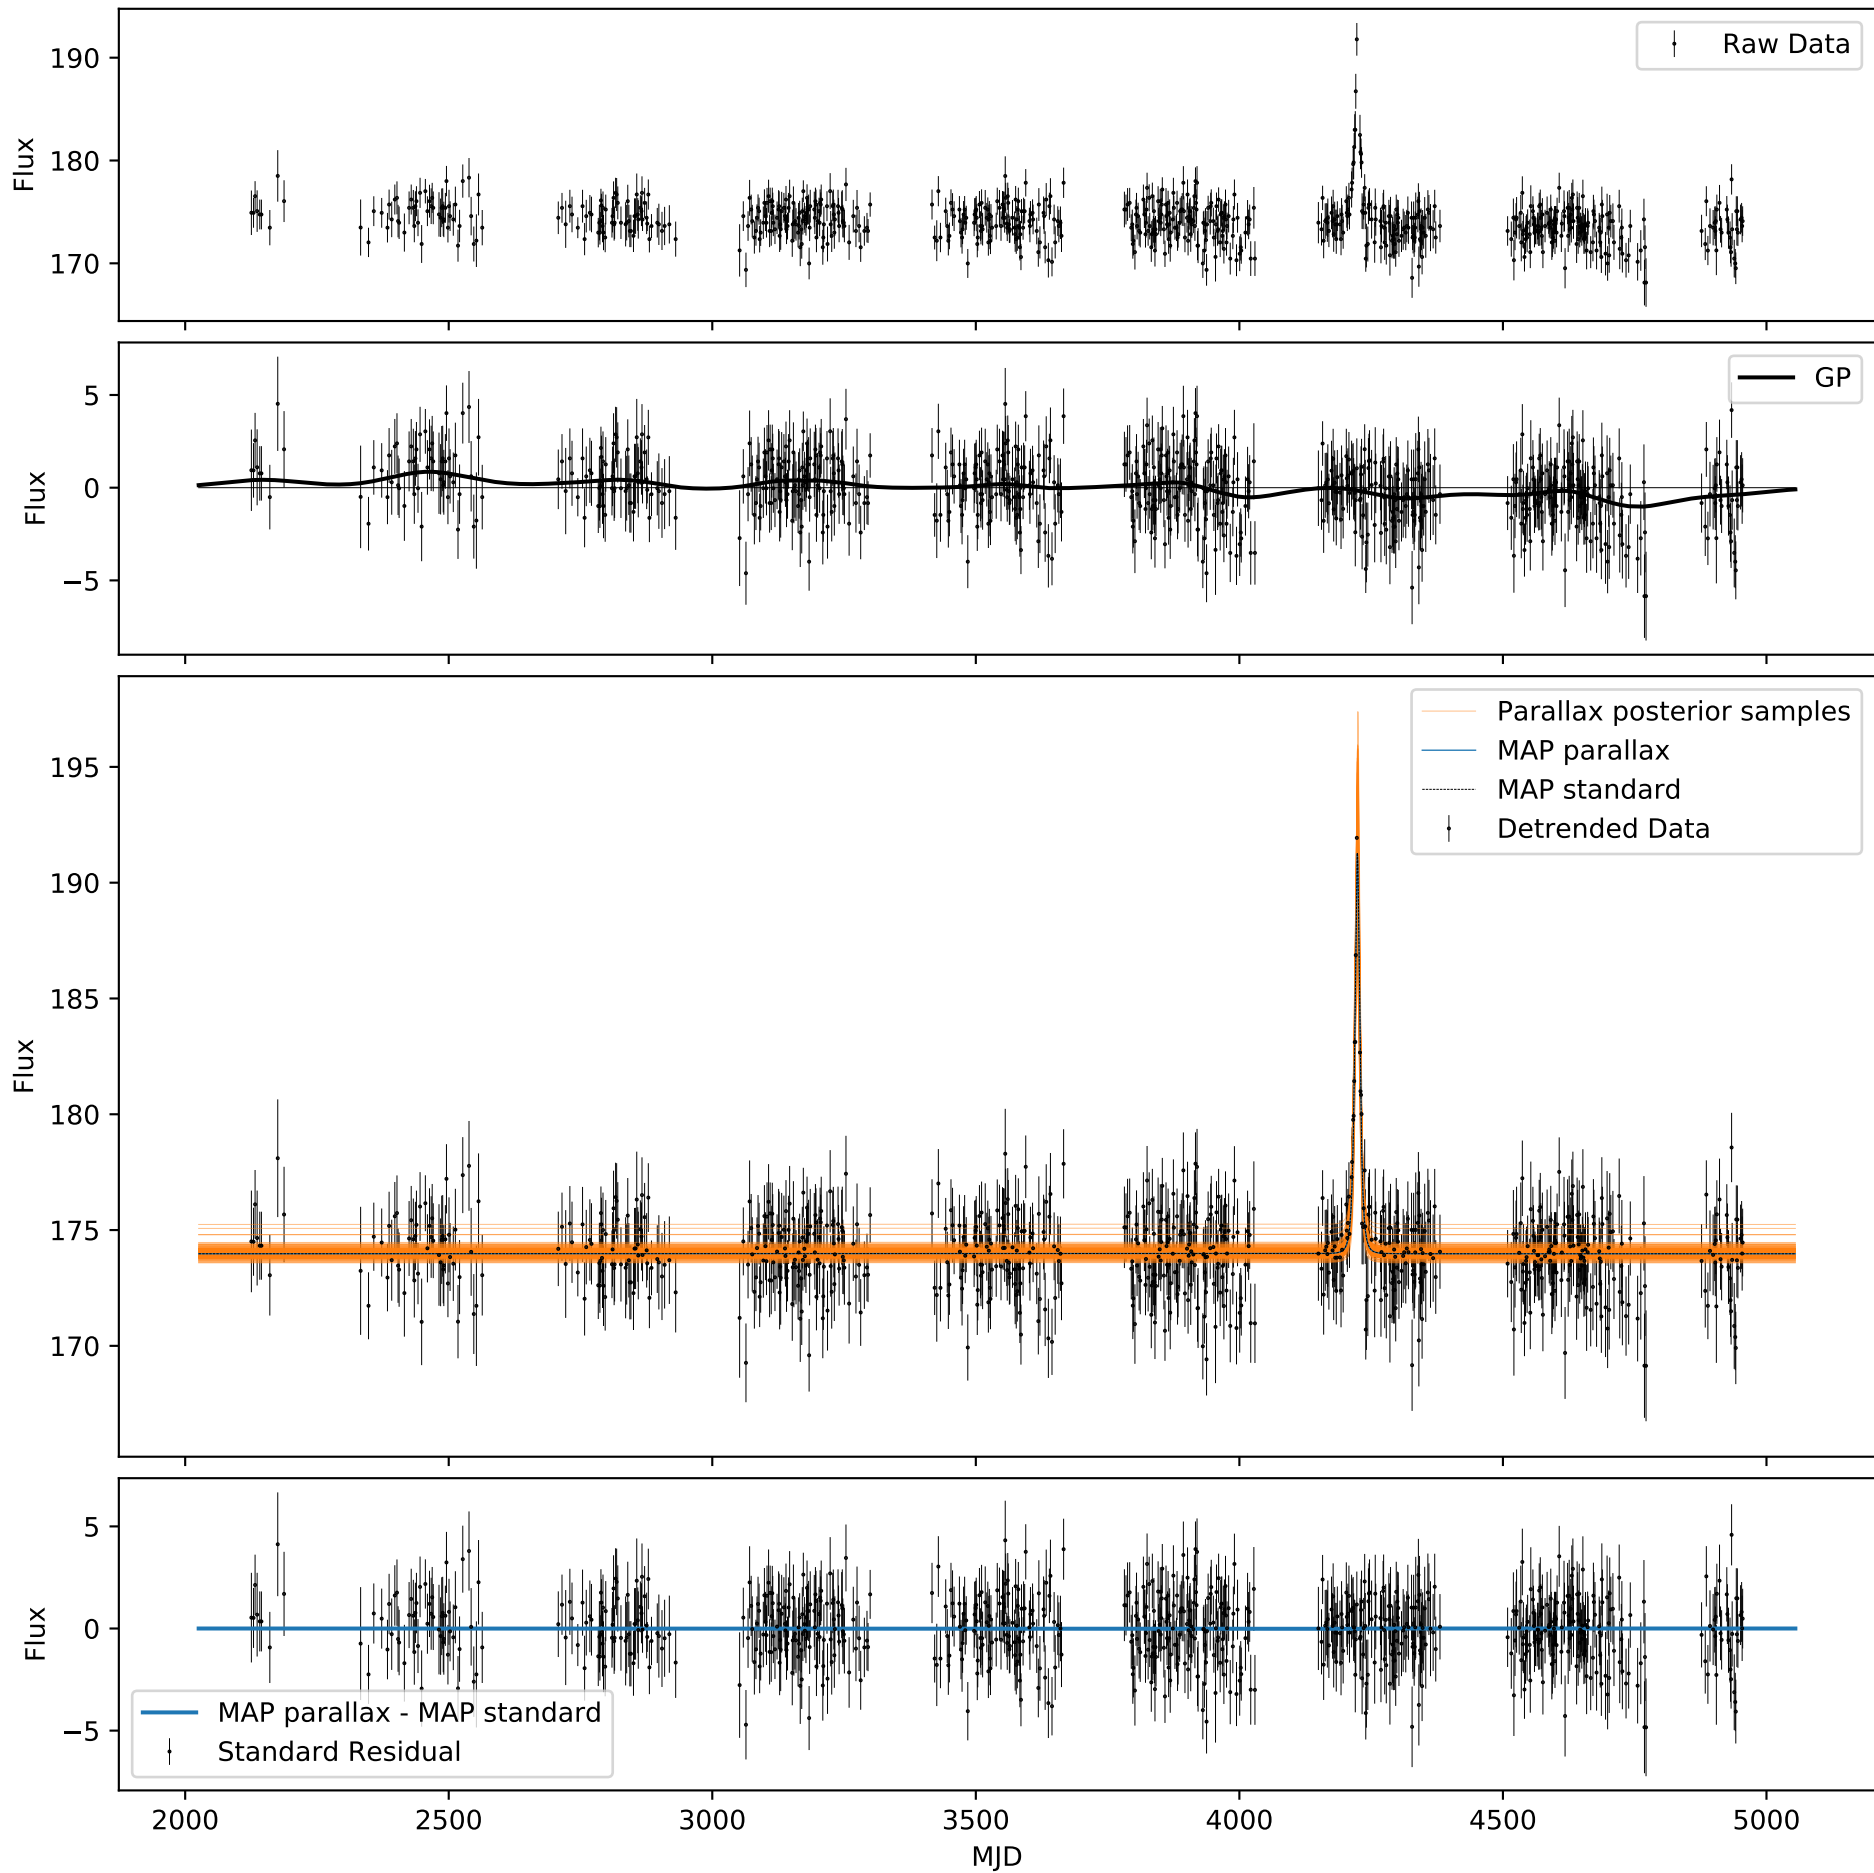 190
180
170
Flux
Raw Data
5
0
−5
Flux
GP
195
190
185
180
175
170
Flux
Parallax posterior samples
MAP parallax
MAP standard
Detrended Data
5
0
−5
Flux
MAP parallax - MAP standard
Standard Residual
2000 2500 3000 3500 4000 4500 5000
MJD